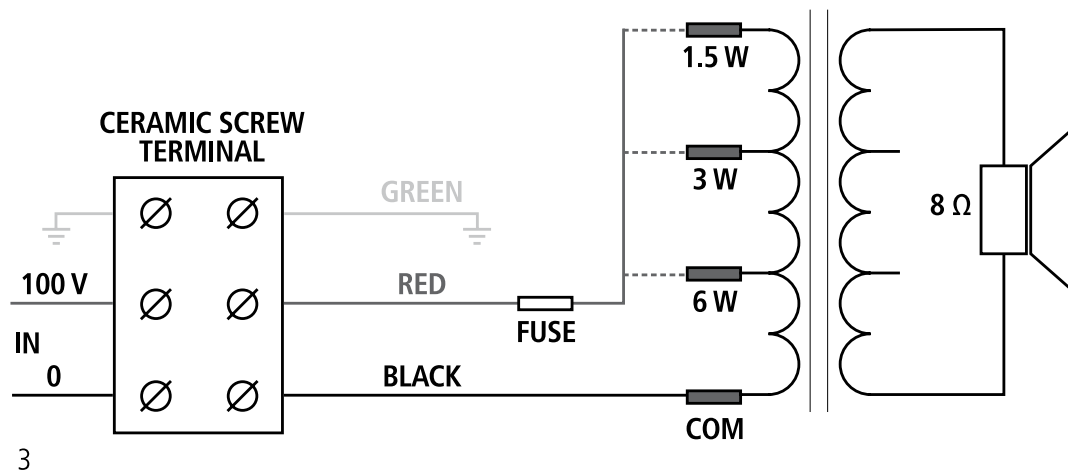 1.5 W
CERAMIC SCREW
TERMINAL
3 W
GREEN
8 Ω
100 V
RED
6 W
FUSE
IN
0
BLACK
COM
3